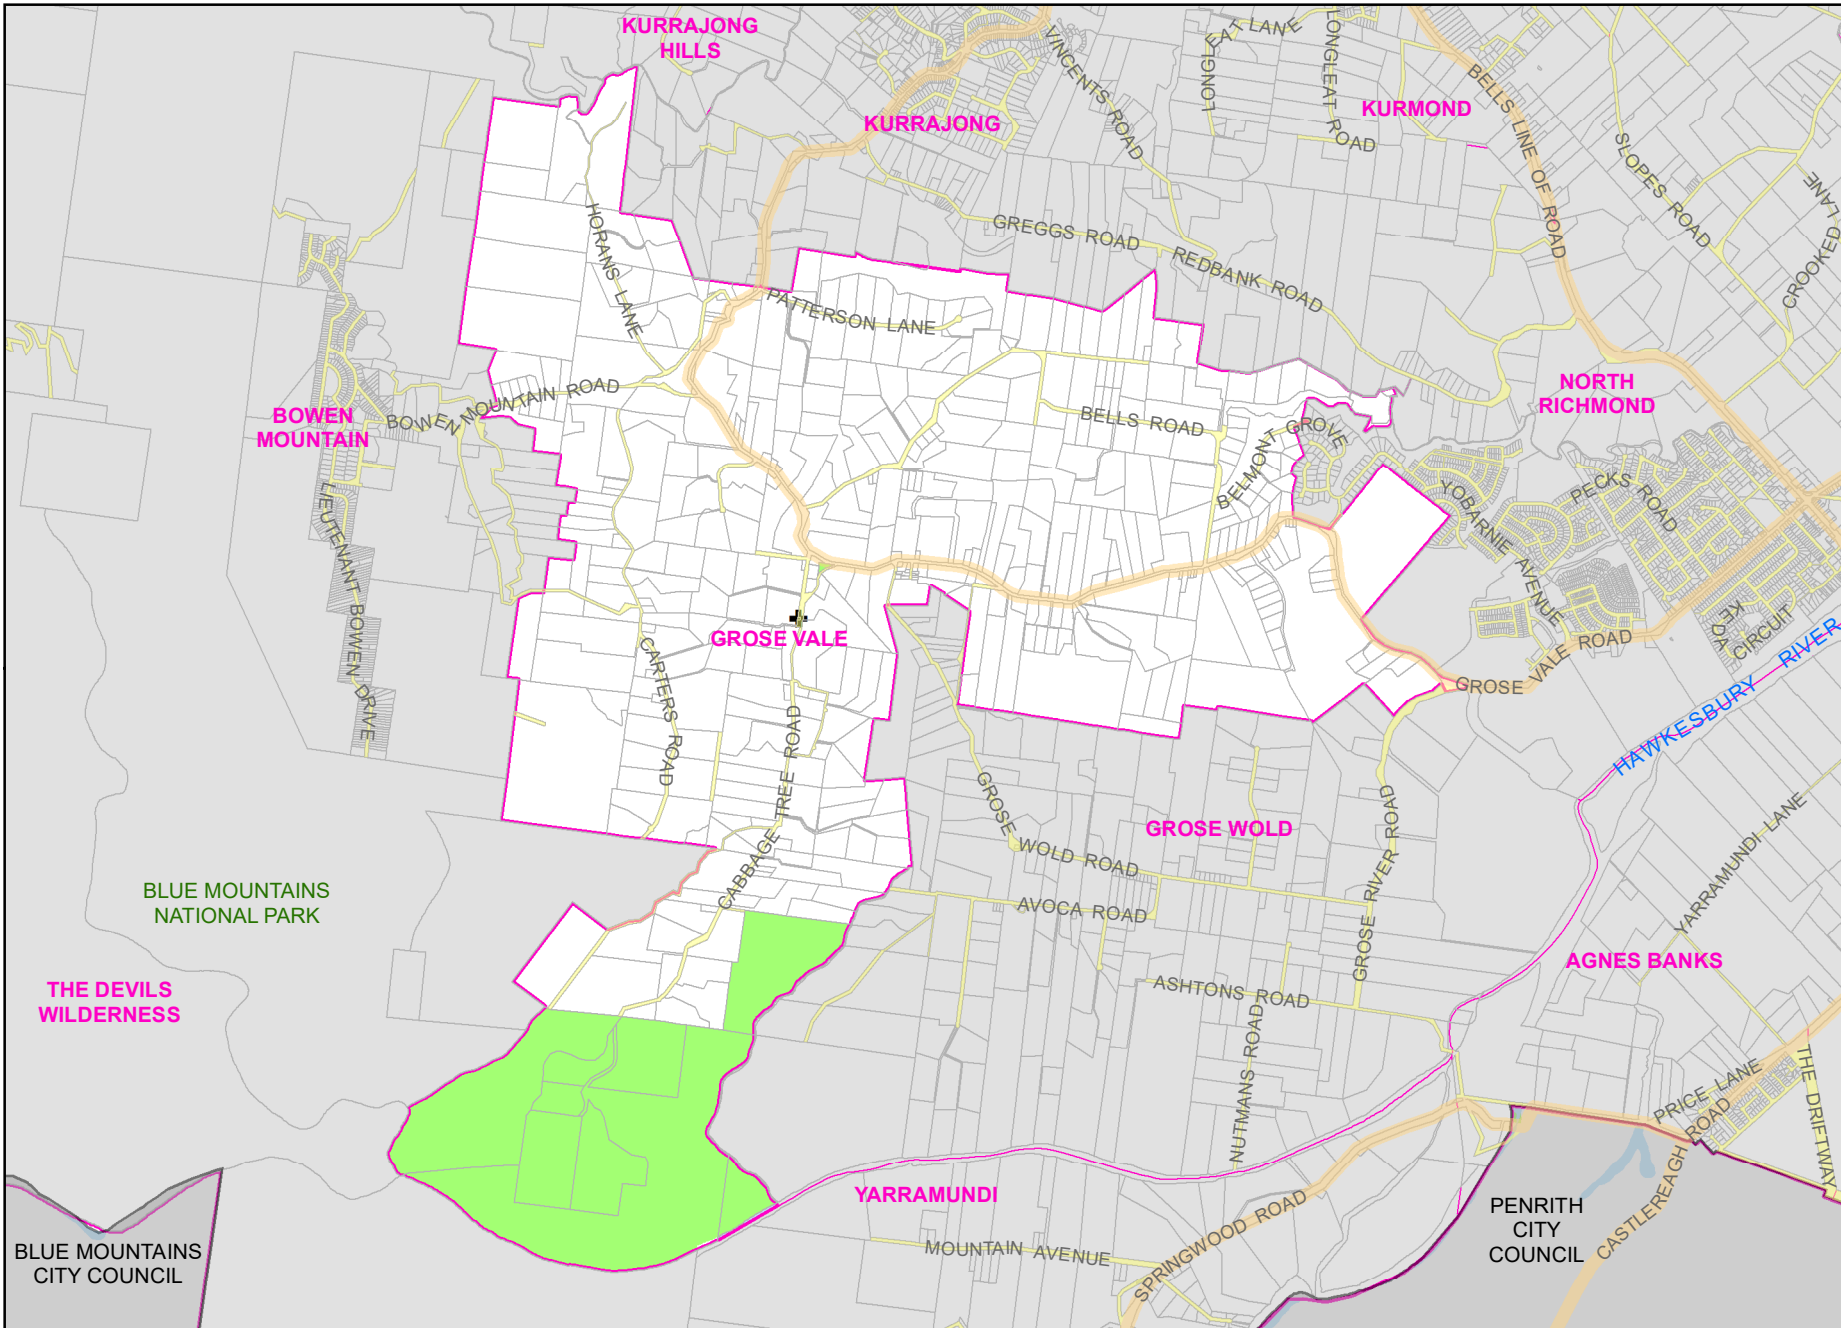 KURRAJONG
HILLS
VINCENTS ROAD
LONGLEAT LANE
LONGLEAT ROAD
KURRAJONG
KURMOND
BELLS LINE OF ROAD
SLOPES ROAD
CROOKED LANE
HORANS LANE
GREGGS ROAD
REDBANK ROAD
PATTERSON LANE
BOWEN
MOUNTAIN
BOWEN MOUNTAIN ROAD
BELLS ROAD
BELMONT GROVE
NORTH
RICHMOND
YOBARNIE AVENUE
PECKS ROAD
LIEUTENANT BOWEN DRIVE
GROSE VALE
CARTERS ROAD
KEDA CIRCUIT
GROSE VALE ROAD
HAWKESBURY RIVER
CABBAGE TREE ROAD
GROSE WOLD ROAD
GROSE WOLD
GROSE RIVER ROAD
YARRAMUNDI LANE
BLUE MOUNTAINS
NATIONAL PARK
AVOCA ROAD
THE DEVILS
WILDERNESS
AGNES BANKS
ASHTONS ROAD
NUTMANS ROAD
PRICE LANE
THE DRIFTWAY
YARRAMUNDI
SPRINGWOOD ROAD
CASTLEREAGH ROAD
PENRITH
CITY
COUNCIL
MOUNTAIN AVENUE
BLUE MOUNTAINS
CITY COUNCIL